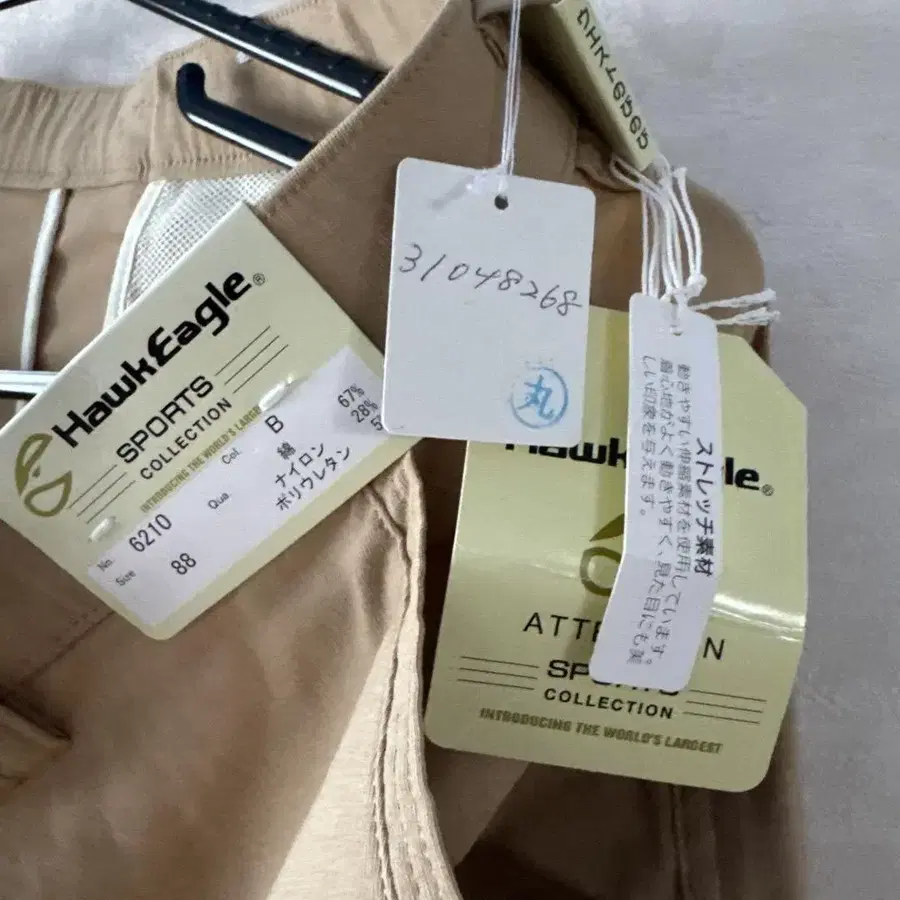 HawkEagle®
SPORTS
COLLECTION
INTRODUCING THE WORLD'S LARG
No. 6210
Size 88
Qua.
Col. B
綿 67%
ナイロン 28%
ポリウレタン 5
31048268
丸
ストレッチ素材
動きやすい伸縮素材を使用しています。
着心地がよく動きやすく、見た目にも美
しい印象を与えます。
Hawk gle®
ATT N
SPORTS
COLLECTION
INTRODUCING THE WORLD'S LARGEST